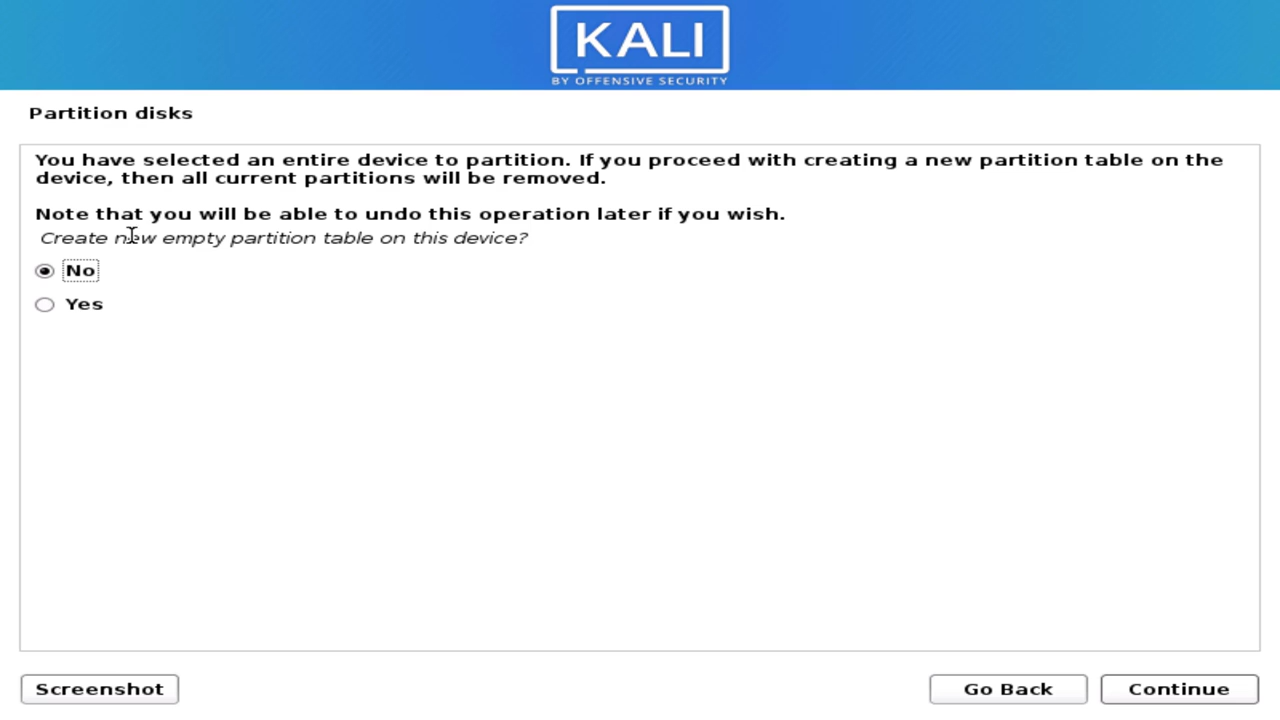 KALI
BY OFFENSIVE SECURITY
Partition disks
You have selected an entire device to partition. If you proceed with creating a new partition table on the
device, then all current partitions will be removed.
Note that you will be able to undo this operation later if you wish.
Create new empty partition table on this device?
No
Yes
Screenshot
Go Back
Continue